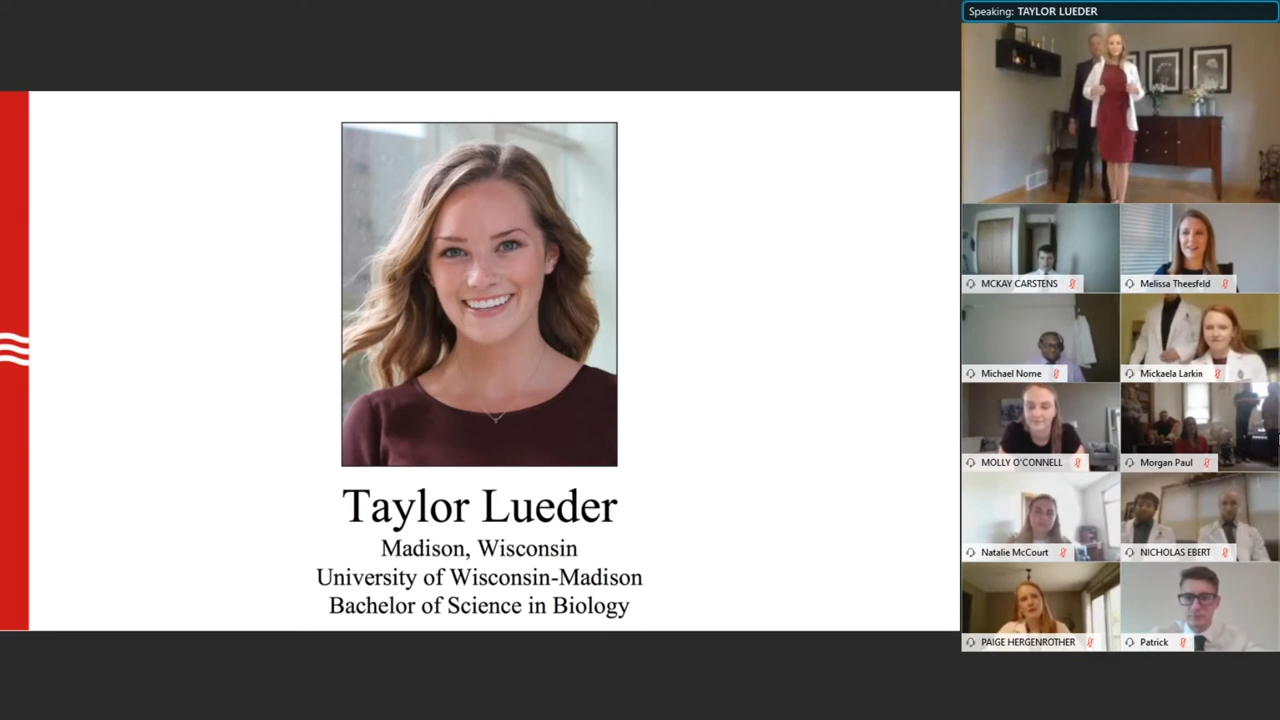 Speaking: TAYLOR LUEDER
Taylor Lueder
Madison, Wisconsin
University of Wisconsin-Madison
Bachelor of Science in Biology
MCKAY CARSTENS
Melissa Theesfeld
Michael Nome
Mickaela Larkin
MOLLY O'CONNELL
Morgan Paul
Natalie McCourt
NICHOLAS EBERT
PAIGE HERGENROTHER
Patrick